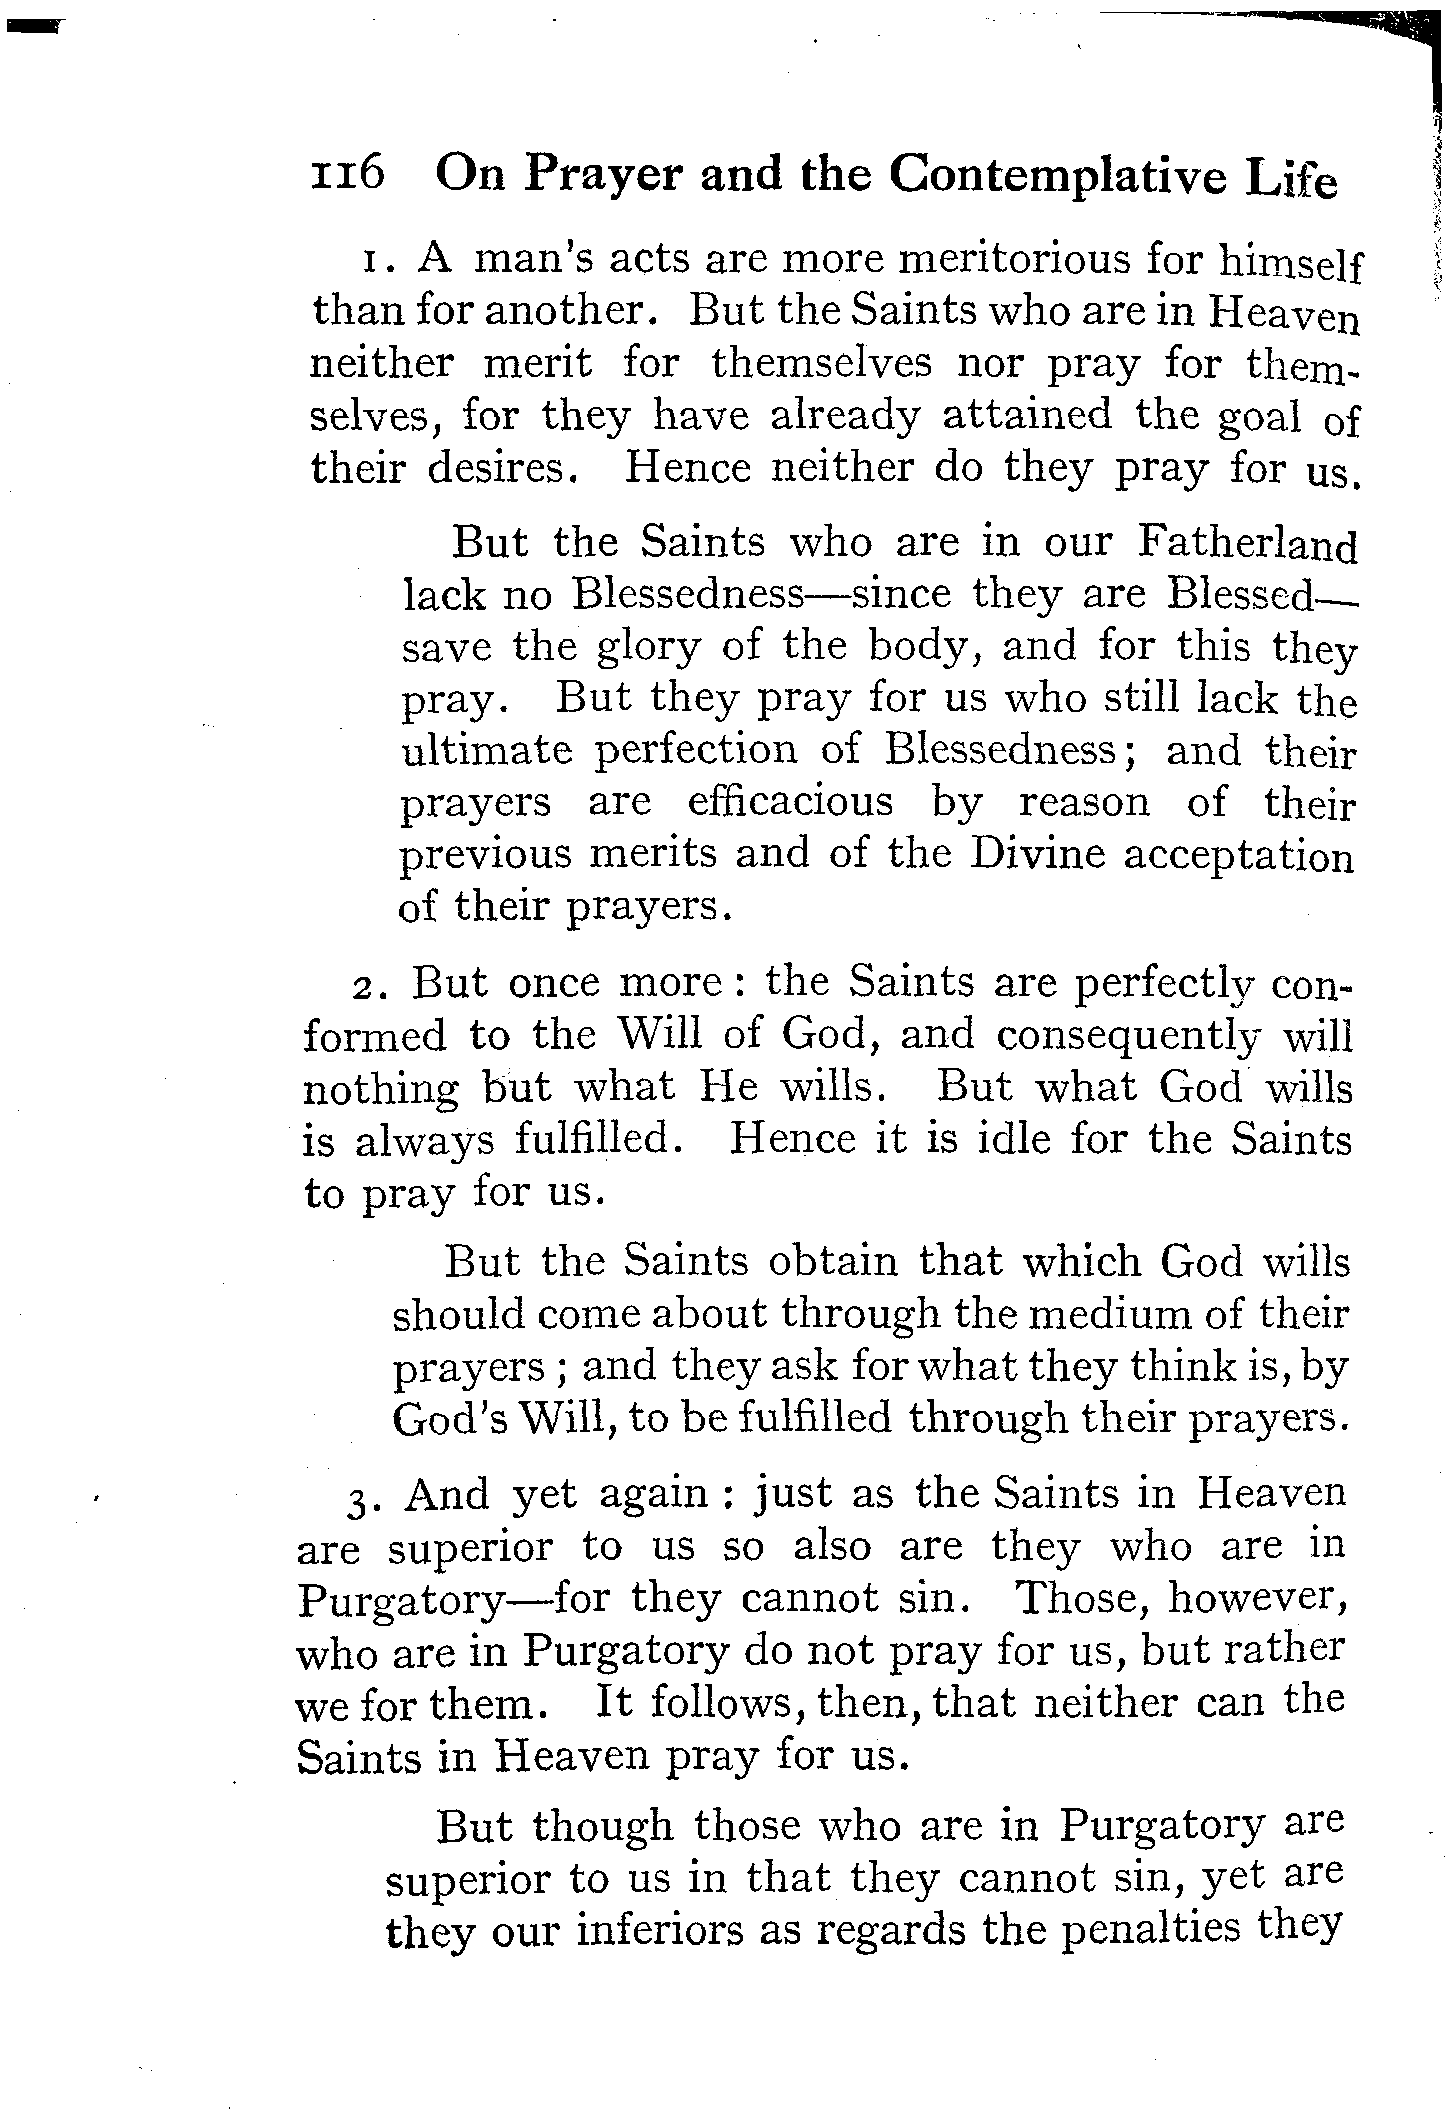 116 On Prayer and the Contemplative Life
1. A man's acts are more meritorious for himself
than for another. But the Saints who are in Heaven
neither merit for themselves nor pray for them-
selves, for they have already attained the goal of
their desires. Hence neither do they pray for us.
But the Saints who are in our Fatherland
lack no Blessedness—since they are Blessed—
save the glory of the body, and for this they
pray. But they pray for us who still lack the
ultimate perfection of Blessedness; and their
prayers are efficacious by reason of their
previous merits and of the Divine acceptation
of their prayers.
2. But once more : the Saints are perfectly con-
formed to the Will of God, and consequently will
nothing but what He wills. But what God wills
is always fulfilled. Hence it is idle for the Saints
to pray for us.
But the Saints obtain that which God wills
should come about through the medium of their
prayers ; and they ask for what they think is, by
God's Will, to be fulfilled through their prayers.
3. And yet again : just as the Saints in Heaven
are superior to us so also are they who are in
Purgatory—for they cannot sin. Those, however,
who are in Purgatory do not pray for us, but rather
we for them. It follows, then, that neither can the
Saints in Heaven pray for us.
But though those who are in Purgatory are
superior to us in that they cannot sin, yet are
they our inferiors as regards the penalties they